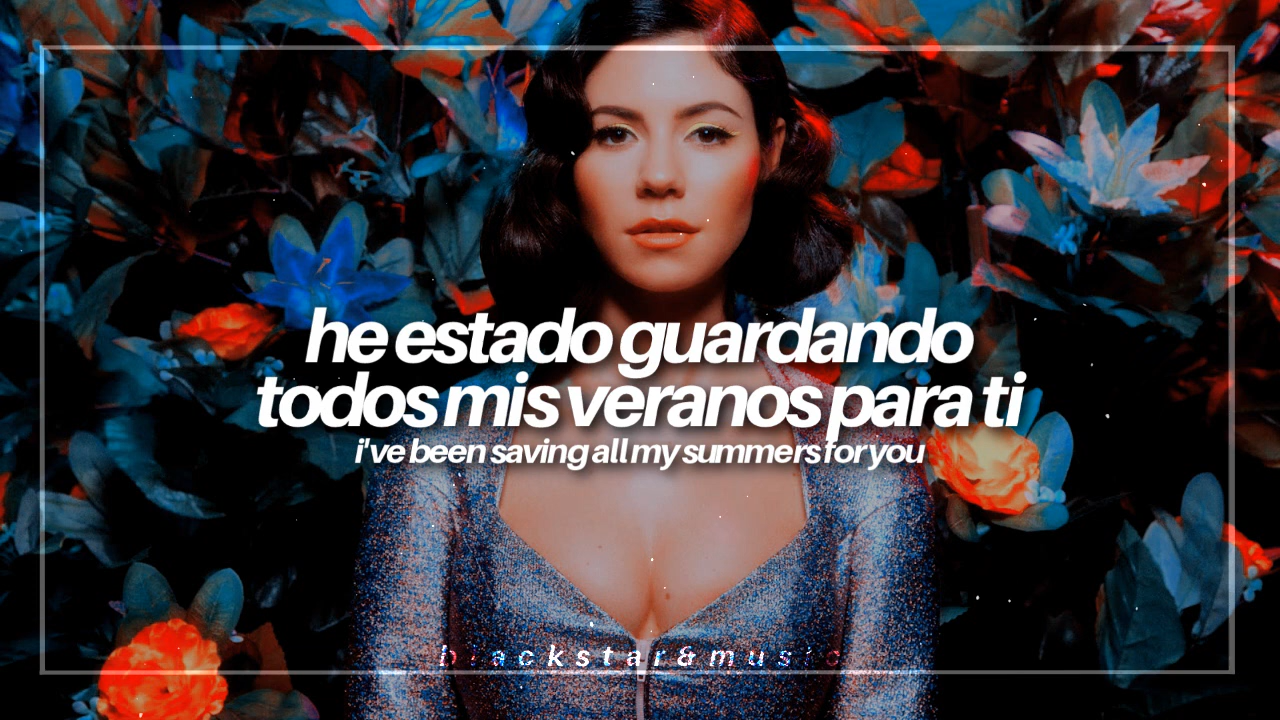 he estado guardando
todos mis veranos para ti
i've been saving all my summers for you
blackstar&music